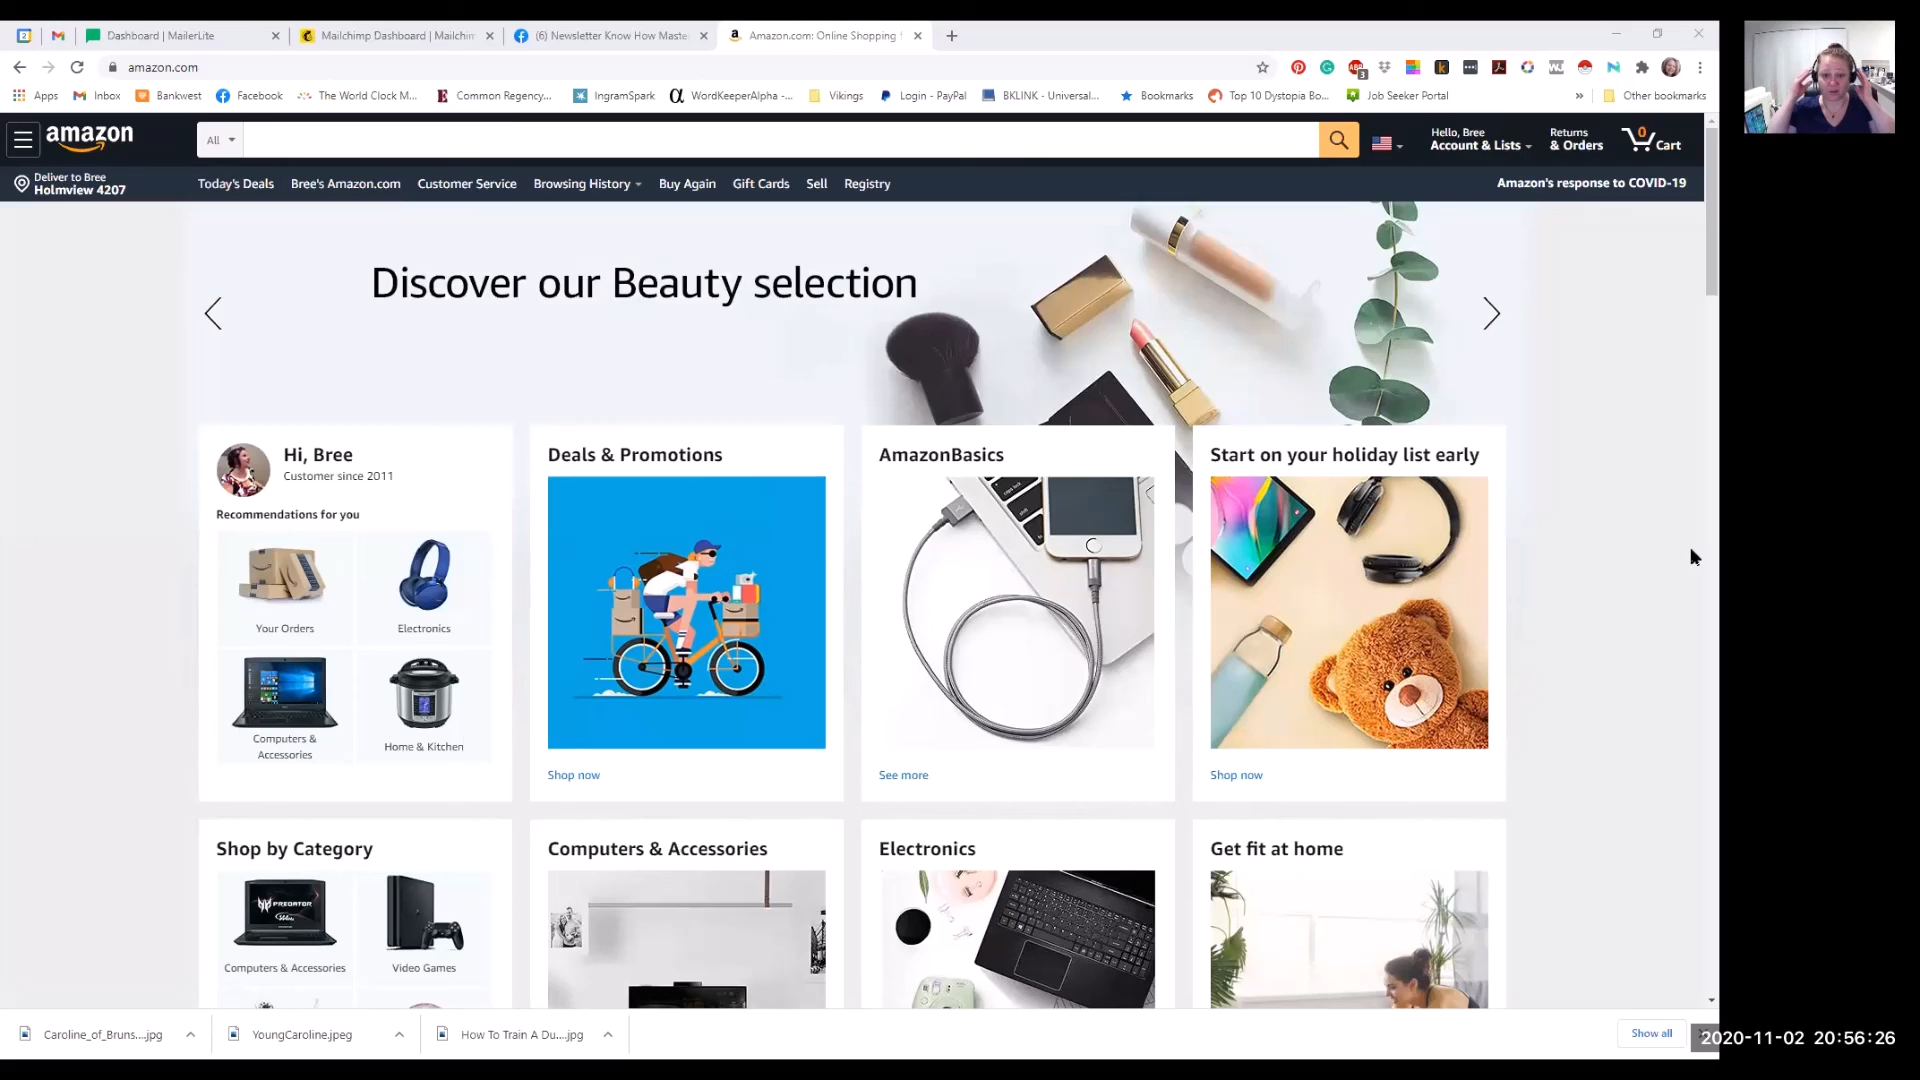 Dashboard | MailerLite
Mailchimp Dashboard | Mailchim
(6) Newsletter Know How Maste
Amazon.com: Online Shopping
amazon.com
Apps
Inbox
Bankwest
Facebook
The World Clock M...
Common Regency...
IngramSpark
WordKeeperAlpha -...
Vikings
Login - PayPal
BKLINK - Universal...
Bookmarks
Top 10 Dystopia Bo...
Job Seeker Portal
»
Other bookmarks
amazon
All
Hello, Bree
Account & Lists
Returns
& Orders
0
Cart
Deliver to Bree
Holmview 4207
Today's Deals
Bree's Amazon.com
Customer Service
Browsing History
Buy Again
Gift Cards
Sell
Registry
Amazon's response to COVID-19
Discover our Beauty selection
Hi, Bree
Customer since 2011
Recommendations for you
Your Orders
Electronics
Computers &
Accessories
Home & Kitchen
Deals & Promotions
Shop now
AmazonBasics
See more
Start on your holiday list early
Shop now
Shop by Category
PREDATOR
Computers & Accessories
Video Games
Computers & Accessories
Electronics
Get fit at home
Caroline_of_Bruns....jpg
YoungCaroline.jpeg
How To Train A Du....jpg
Show all
2020-11-02 20:56:26